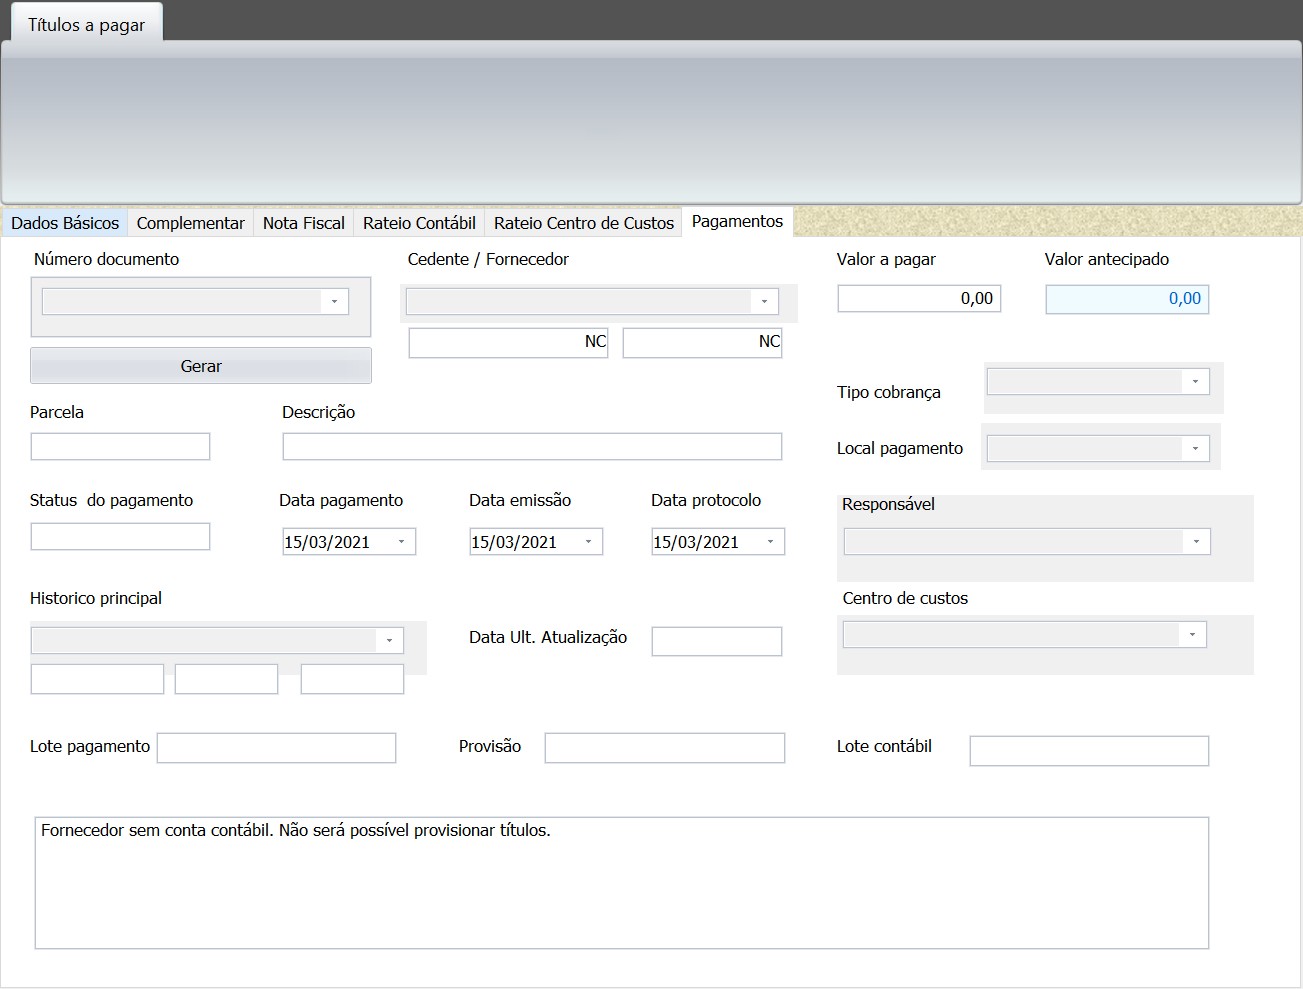 Títulos a pagar
Dados Básicos Complementar Nota Fiscal Rateio Contábil Rateio Centro de Custos Pagamentos
Número documento Cedente / Fornecedor Valor a pagar Valor antecipado
0,00 0,00
NC NC
Gerar
Tipo cobrança
Parcela Descrição
Local pagamento
Status  do pagamento Data pagamento Data emissão Data protocolo Responsável
15/03/2021 15/03/2021 15/03/2021
Historico principal Centro de custos
Data Ult. Atualização
Lote pagamento Provisão Lote contábil
Fornecedor sem conta contábil. Não será possível provisionar títulos.